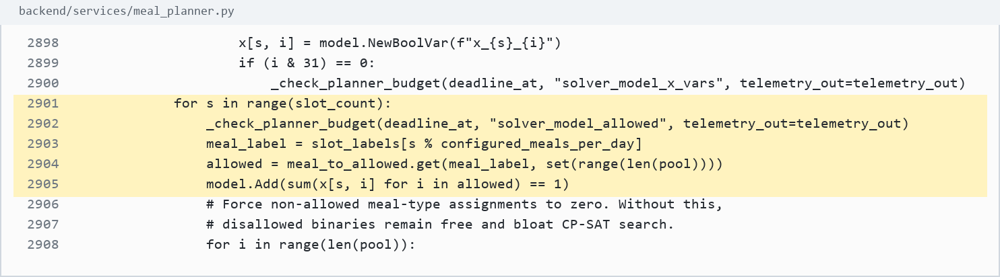 backend/services/meal_planner.py
2898                      x[s, i] = model.NewBoolVar(f"x_{s}_{i}")
2899                      if (i & 31) == 0:
2900                          _check_planner_budget(deadline_at, "solver_model_x_vars", telemetry_out=telemetry_out)
2901              for s in range(slot_count):
2902                  _check_planner_budget(deadline_at, "solver_model_allowed", telemetry_out=telemetry_out)
2903                  meal_label = slot_labels[s % configured_meals_per_day]
2904                  allowed = meal_to_allowed.get(meal_label, set(range(len(pool))))
2905                  model.Add(sum(x[s, i] for i in allowed) == 1)
2906                  # Force non-allowed meal-type assignments to zero. Without this,
2907                  # disallowed binaries remain free and bloat CP-SAT search.
2908                  for i in range(len(pool)):